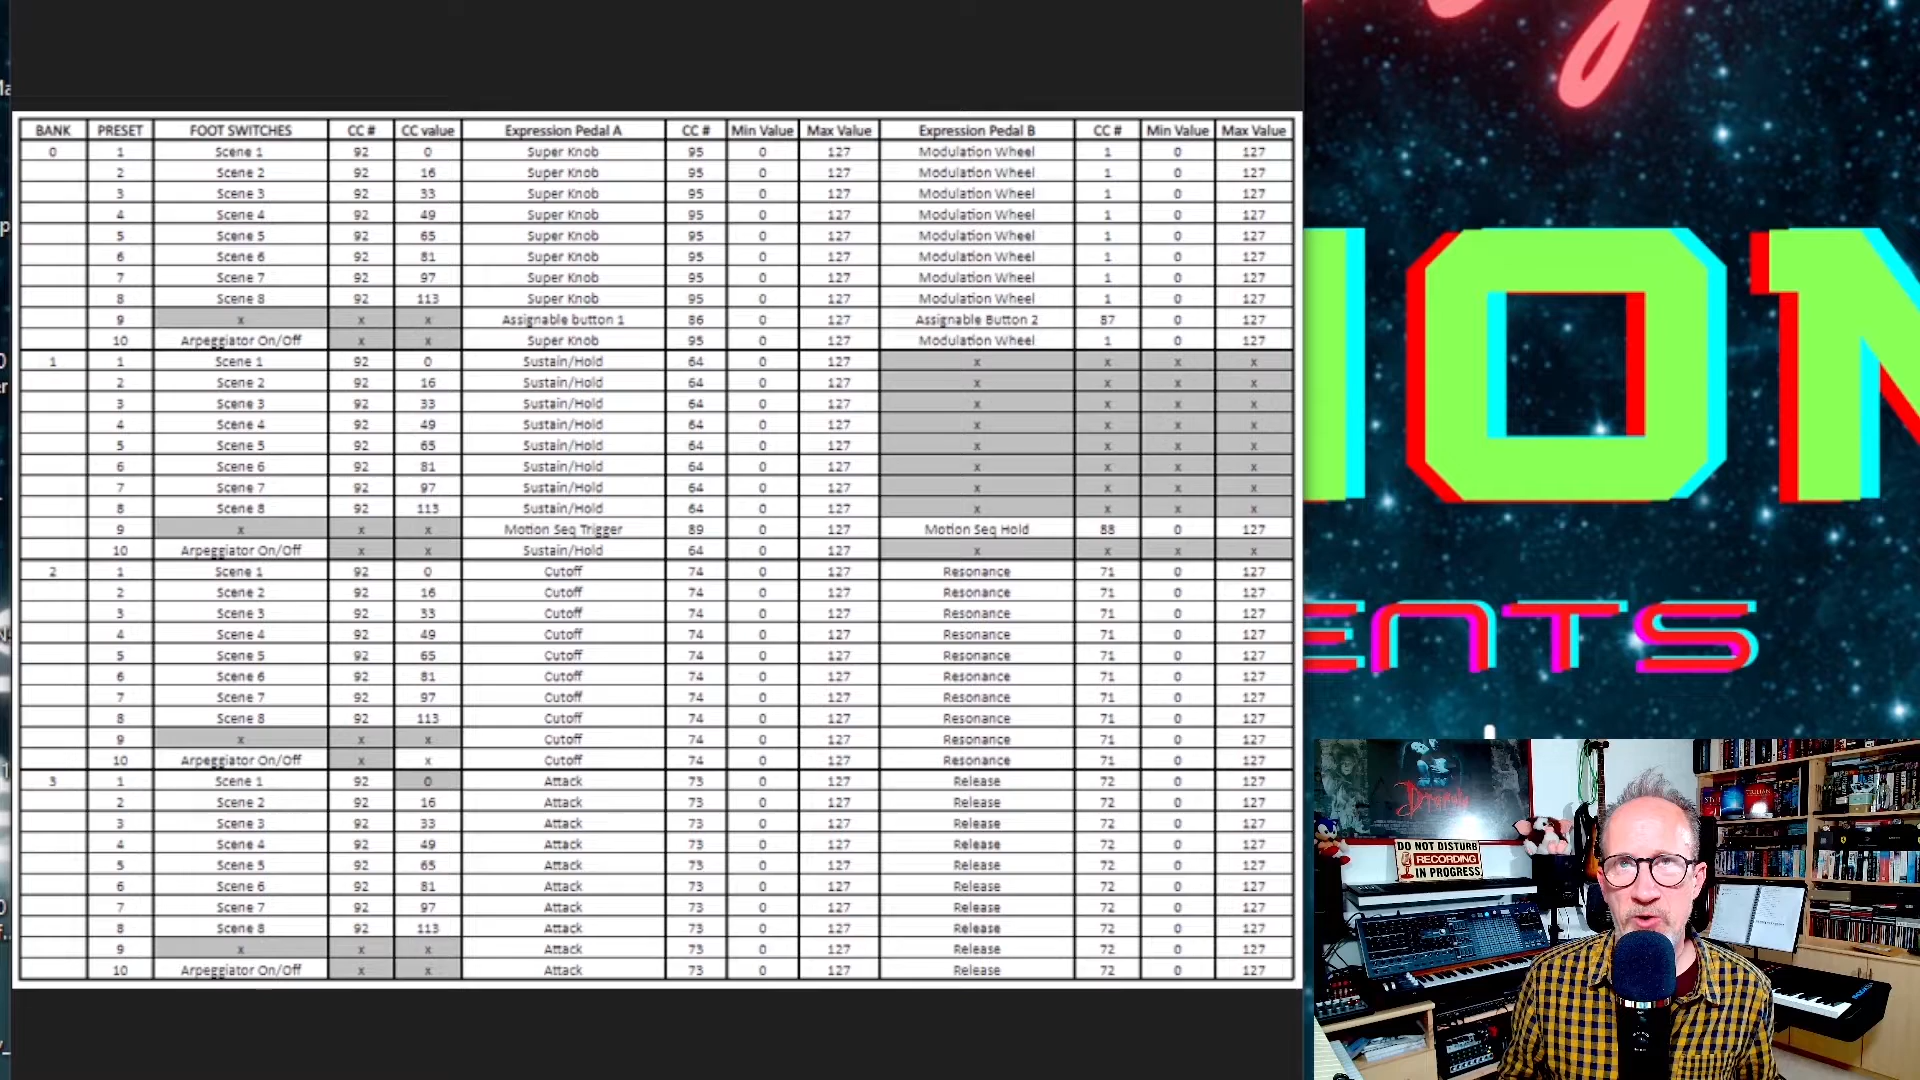 BANK PRESET FOOT SWITCHES CC # CC value Expression Pedal A CC # Min Value Max Value Expression Pedal B CC # Min Value Max Value
0 1 Scene 1 92 0 Super Knob 95 0 127 Modulation Wheel 1 0 127
2 Scene 2 92 16 Super Knob 95 0 127 Modulation Wheel 1 0 127
3 Scene 3 92 33 Super Knob 95 0 127 Modulation Wheel 1 0 127
4 Scene 4 92 49 Super Knob 95 0 127 Modulation Wheel 1 0 127
5 Scene 5 92 65 Super Knob 95 0 127 Modulation Wheel 1 0 127
6 Scene 6 92 81 Super Knob 95 0 127 Modulation Wheel 1 0 127
7 Scene 7 92 97 Super Knob 95 0 127 Modulation Wheel 1 0 127
8 Scene 8 92 113 Super Knob 95 0 127 Modulation Wheel 1 0 127
9 x x x Assignable button 1 86 0 127 Assignable Button 2 87 0 127
10 Arpeggiator On/Off x x Super Knob 95 0 127 Modulation Wheel 1 0 127
1 1 Scene 1 92 0 Sustain/Hold 64 0 127 x x x x
2 Scene 2 92 16 Sustain/Hold 64 0 127 x x x x
3 Scene 3 92 33 Sustain/Hold 64 0 127 x x x x
4 Scene 4 92 49 Sustain/Hold 64 0 127 x x x x
5 Scene 5 92 65 Sustain/Hold 64 0 127 x x x x
6 Scene 6 92 81 Sustain/Hold 64 0 127 x x x x
7 Scene 7 92 97 Sustain/Hold 64 0 127 x x x x
8 Scene 8 92 113 Sustain/Hold 64 0 127 x x x x
9 x x x Motion Seq Trigger 89 0 127 Motion Seq Hold 88 0 127
10 Arpeggiator On/Off x x Sustain/Hold 64 0 127 x x x x
2 1 Scene 1 92 0 Cutoff 74 0 127 Resonance 71 0 127
2 Scene 2 92 16 Cutoff 74 0 127 Resonance 71 0 127
3 Scene 3 92 33 Cutoff 74 0 127 Resonance 71 0 127
4 Scene 4 92 49 Cutoff 74 0 127 Resonance 71 0 127
5 Scene 5 92 65 Cutoff 74 0 127 Resonance 71 0 127
6 Scene 6 92 81 Cutoff 74 0 127 Resonance 71 0 127
7 Scene 7 92 97 Cutoff 74 0 127 Resonance 71 0 127
8 Scene 8 92 113 Cutoff 74 0 127 Resonance 71 0 127
9 x x x Cutoff 74 0 127 Resonance 71 0 127
10 Arpeggiator On/Off x x Cutoff 74 0 127 Resonance 71 0 127
3 1 Scene 1 92 0 Attack 73 0 127 Release 72 0 127
2 Scene 2 92 16 Attack 73 0 127 Release 72 0 127
3 Scene 3 92 33 Attack 73 0 127 Release 72 0 127
4 Scene 4 92 49 Attack 73 0 127 Release 72 0 127
5 Scene 5 92 65 Attack 73 0 127 Release 72 0 127
6 Scene 6 92 81 Attack 73 0 127 Release 72 0 127
7 Scene 7 92 97 Attack 73 0 127 Release 72 0 127
8 Scene 8 92 113 Attack 73 0 127 Release 72 0 127
9 x x x Attack 73 0 127 Release 72 0 127
10 Arpeggiator On/Off x x Attack 73 0 127 Release 72 0 127
ION
ENTS
Dracula
DO NOT DISTURB
RECORDING
IN PROGRESS